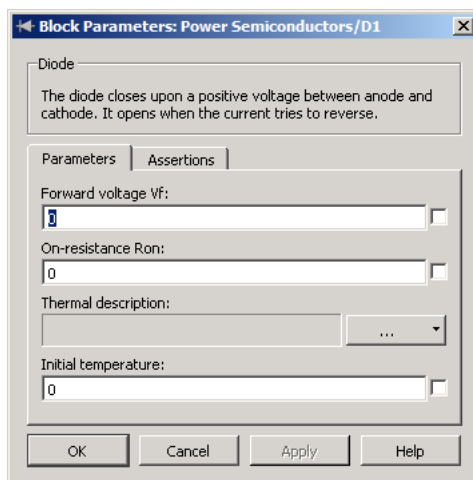 Block Parameters: Power Semiconductors/D1
Diode
The diode closes upon a positive voltage between anode and
cathode. It opens when the current tries to reverse.
Parameters
Assertions
Forward voltage Vf:
0
On-resistance Ron:
0
Thermal description:
...
Initial temperature:
0
OK
Cancel
Apply
Help